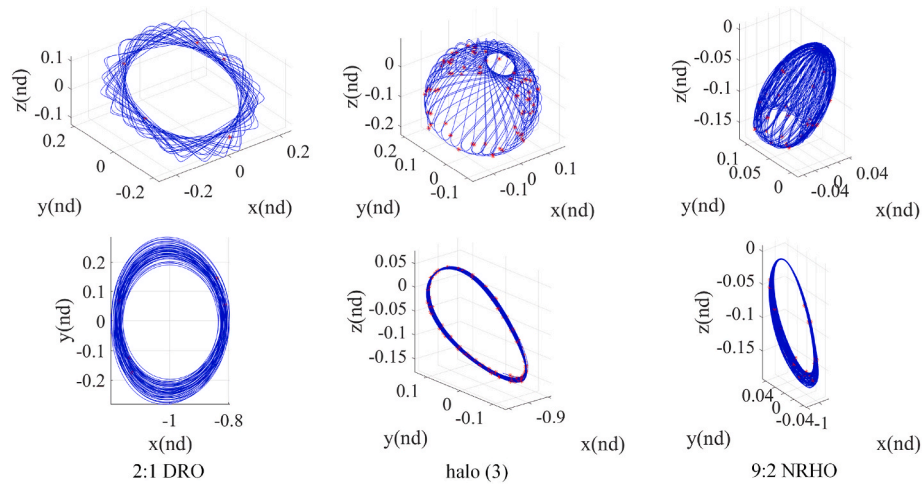 0.1
0
-0.1
z(nd)
0.2
0
-0.2
y(nd)
-0.2
0
0.2
x(nd)
0
-0.1
-0.2
z(nd)
0.1
0
-0.1
y(nd)
-0.1
0
0.1
x(nd)
0
-0.05
-0.1
-0.15
z(nd)
0.1
0.05
0
y(nd)
-0.04
0
0.04
x(nd)
0.2
0.1
0
-0.1
-0.2
y(nd)
-1
-0.8
x(nd)
2:1 DRO
0.05
0
-0.05
-0.1
-0.15
z(nd)
0.1
0
-0.1
y(nd)
-0.9
x(nd)
halo (3)
0
-0.05
-0.1
-0.15
z(nd)
0.04
0
-0.04
y(nd)
-1
x(nd)
9:2 NRHO